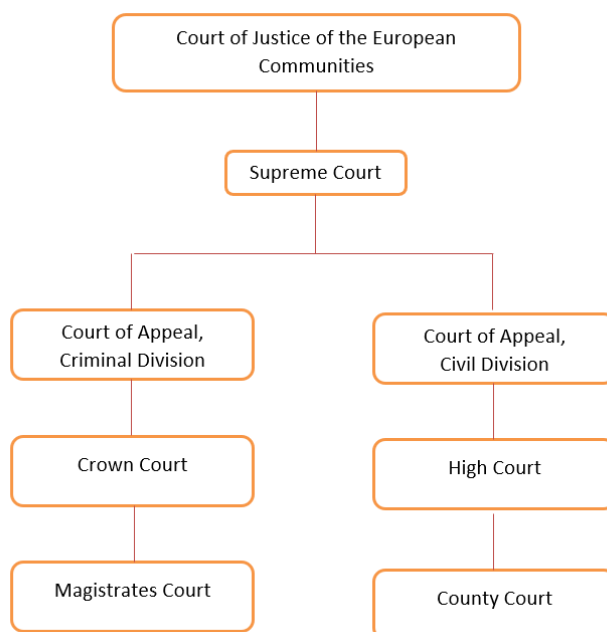 Court of Justice of the European
Communities
Supreme Court
Court of Appeal,
Criminal Division
Court of Appeal,
Civil Division
Crown Court
High Court
Magistrates Court
County Court